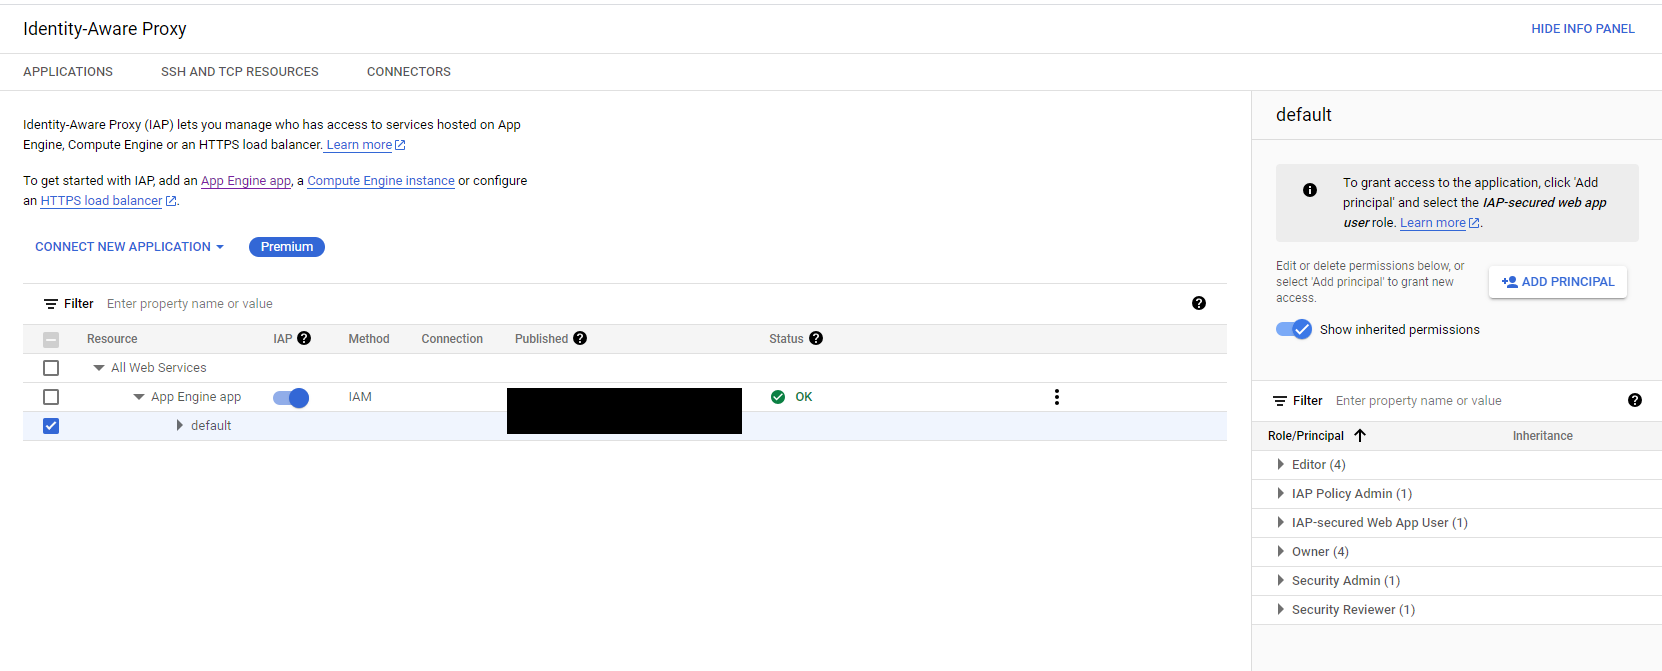 Identity-Aware Proxy
HIDE INFO PANEL
APPLICATIONS SSH AND TCP RESOURCES CONNECTORS
Identity-Aware Proxy (IAP) lets you manage who has access to services hosted on App
Engine, Compute Engine or an HTTPS load balancer. Learn more
To get started with IAP, add an App Engine app, a Compute Engine instance or configure
an HTTPS load balancer.
CONNECT NEW APPLICATION Premium
Filter Enter property name or value
Resource IAP Method Connection Published Status
All Web Services
App Engine app IAM OK
default
default
To grant access to the application, click 'Add
principal' and select the IAP-secured web app
user role. Learn more.
Edit or delete permissions below, or
select 'Add principal' to grant new
access.
ADD PRINCIPAL
Show inherited permissions
Filter Enter property name or value
Role/Principal Inheritance
Editor (4)
IAP Policy Admin (1)
IAP-secured Web App User (1)
Owner (4)
Security Admin (1)
Security Reviewer (1)